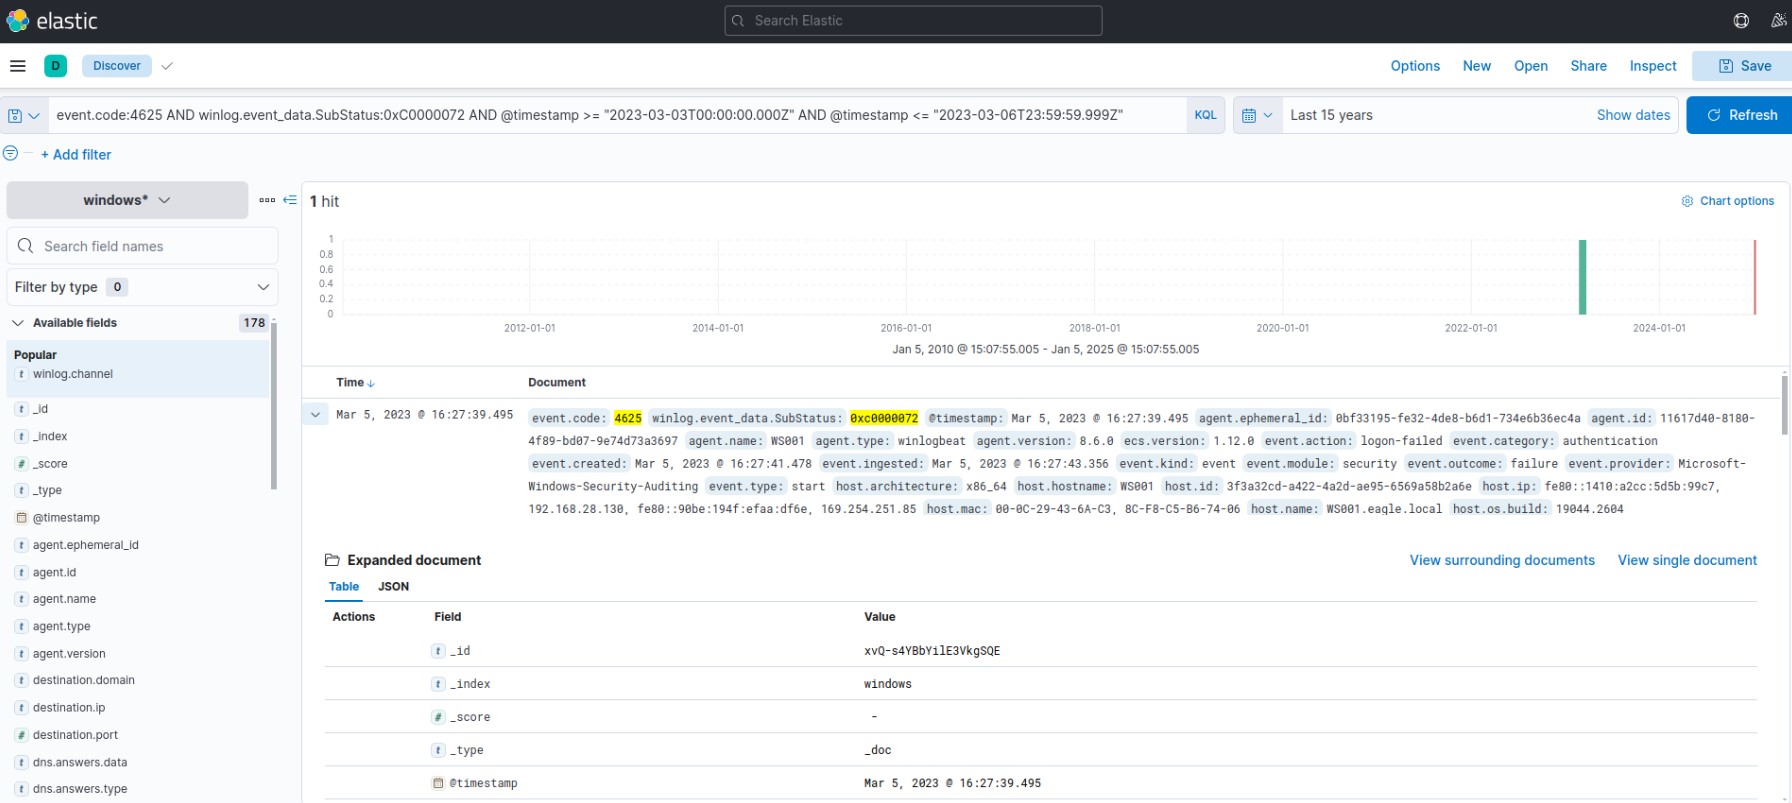 elastic
Search Elastic
D
Discover
Options New Open Share Inspect Save
event.code:4625 AND winlog.event_data.SubStatus:0xC0000072 AND @timestamp >= "2023-03-03T00:00:00.000Z" AND @timestamp <= "2023-03-06T23:59:59.999Z"
KQL
Last 15 years
Show dates
Refresh
+ Add filter
windows*
Search field names
Filter by type 0
Available fields 178
Popular
t winlog.channel
t _id
t _index
# _score
t _type
@timestamp
t agent.ephemeral_id
t agent.id
t agent.name
t agent.type
t agent.version
t destination.domain
t destination.ip
# destination.port
t dns.answers.data
t dns.answers.type
1 hit
Chart options
1
0.8
0.6
0.4
0.2
0
2012-01-01 2014-01-01 2016-01-01 2018-01-01 2020-01-01 2022-01-01 2024-01-01
Jan 5, 2010 @ 15:07:55.005 - Jan 5, 2025 @ 15:07:55.005
Time Document
Mar 5, 2023 @ 16:27:39.495
event.code: 4625 winlog.event_data.SubStatus: 0xc0000072 @timestamp: Mar 5, 2023 @ 16:27:39.495 agent.ephemeral_id: 0bf33195-fe32-4de8-b6d1-734e6b36ec4a agent.id: 11617d40-8180-
4f89-bd07-9e74d73a3697 agent.name: WS001 agent.type: winlogbeat agent.version: 8.6.0 ecs.version: 1.12.0 event.action: logon-failed event.category: authentication
event.created: Mar 5, 2023 @ 16:27:41.478 event.ingested: Mar 5, 2023 @ 16:27:43.356 event.kind: event event.module: security event.outcome: failure event.provider: Microsoft-
Windows-Security-Auditing event.type: start host.architecture: x86_64 host.hostname: WS001 host.id: 3f3a32cd-a422-4a2d-ae95-6569a58b2a6e host.ip: fe80::1410:a2cc:5d5b:99c7,
192.168.28.130, fe80::90be:194f:efaa:df6e, 169.254.251.85 host.mac: 00-0C-29-43-6A-C3, 8C-F8-C5-B6-74-06 host.name: WS001.eagle.local host.os.build: 19044.2604
Expanded document
View surrounding documents View single document
Table JSON
Actions Field Value
t _id xvQ-s4YBbYilE3VkgSQE
t _index windows
# _score -
t _type _doc
@timestamp Mar 5, 2023 @ 16:27:39.495